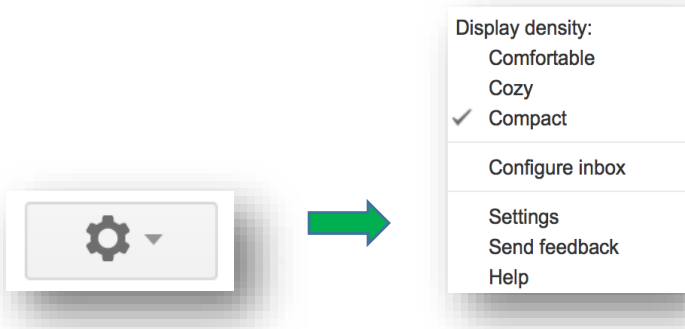 Display density:
Comfortable
Cozy
Compact
Configure inbox
Settings
Send feedback
Help